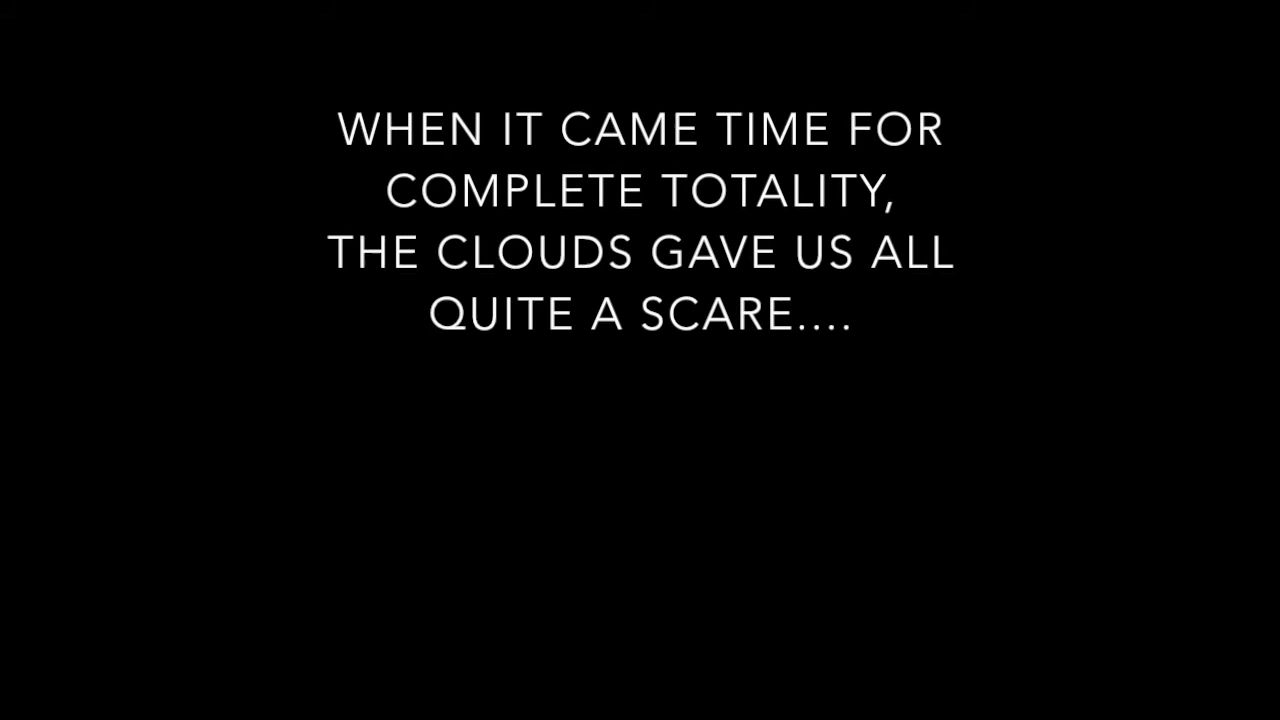 WHEN IT CAME TIME FOR
COMPLETE TOTALITY,
THE CLOUDS GAVE US ALL
QUITE A SCARE....